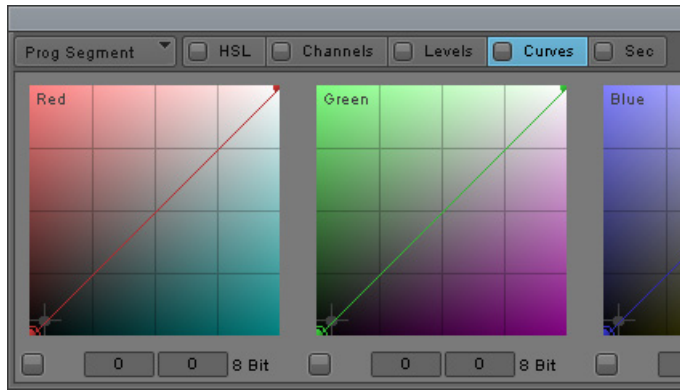 Prog Segment HSL Channels Levels Curves Sec
Red Green Blue
0 0 8 Bit 0 0 8 Bit